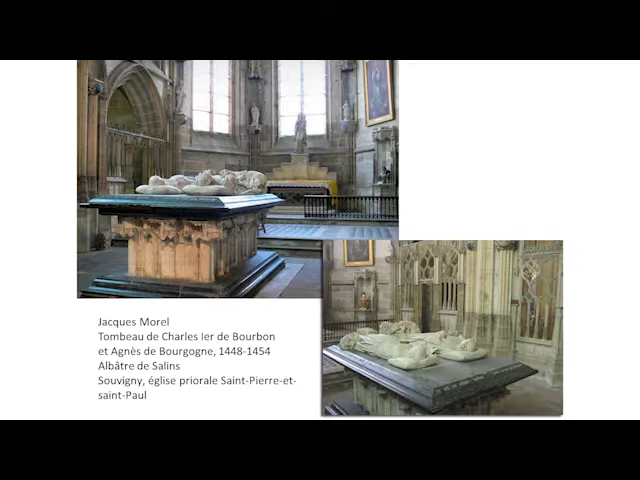 Jacques Morel
Tombeau de Charles Ier de Bourbon
et Agnès de Bourgogne, 1448-1454
Albâtre de Salins
Souvigny, église priorale Saint-Pierre-et-
saint-Paul